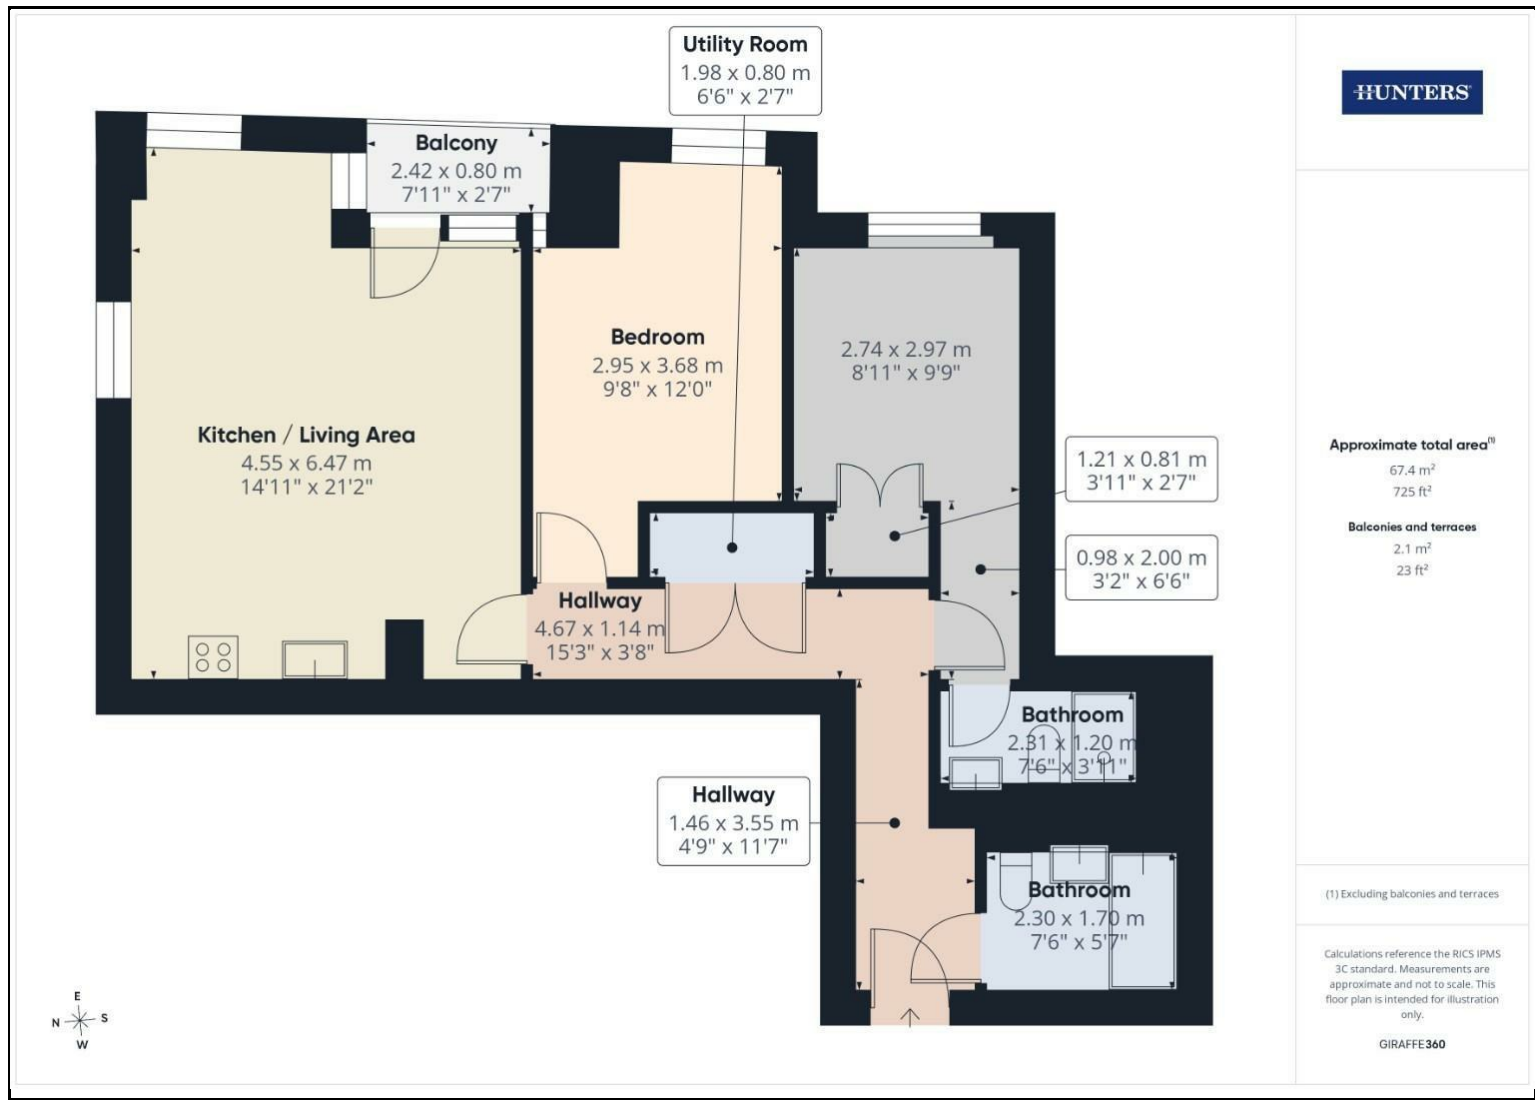 Utility Room
1.98 x 0.80 m
6'6" x 2'7"
HUNTERS
Balcony
2.42 x 0.80 m
7'11" x 2'7"
Bedroom
2.95 x 3.68 m
9'8" x 12'0"
2.74 x 2.97 m
8'11" x 9'9"
Kitchen / Living Area
4.55 x 6.47 m
14'11" x 21'2"
1.21 x 0.81 m
3'11" x 2'7"
0.98 x 2.00 m
3'2" x 6'6"
Hallway
4.67 x 1.14 m
15'3" x 3'8"
Bathroom
2.31 x 1.20 m
7'6" x 3'11"
Hallway
1.46 x 3.55 m
4'9" x 11'7"
Bathroom
2.30 x 1.70 m
7'6" x 5'7"
E
N S
W
Approximate total area(1)
67.4 m²
725 ft²
Balconies and terraces
2.1 m²
23 ft²
(1) Excluding balconies and terraces
Calculations reference the RICS IPMS
3C standard. Measurements are
approximate and not to scale. This
floor plan is intended for illustration
only.
GIRAFFE360